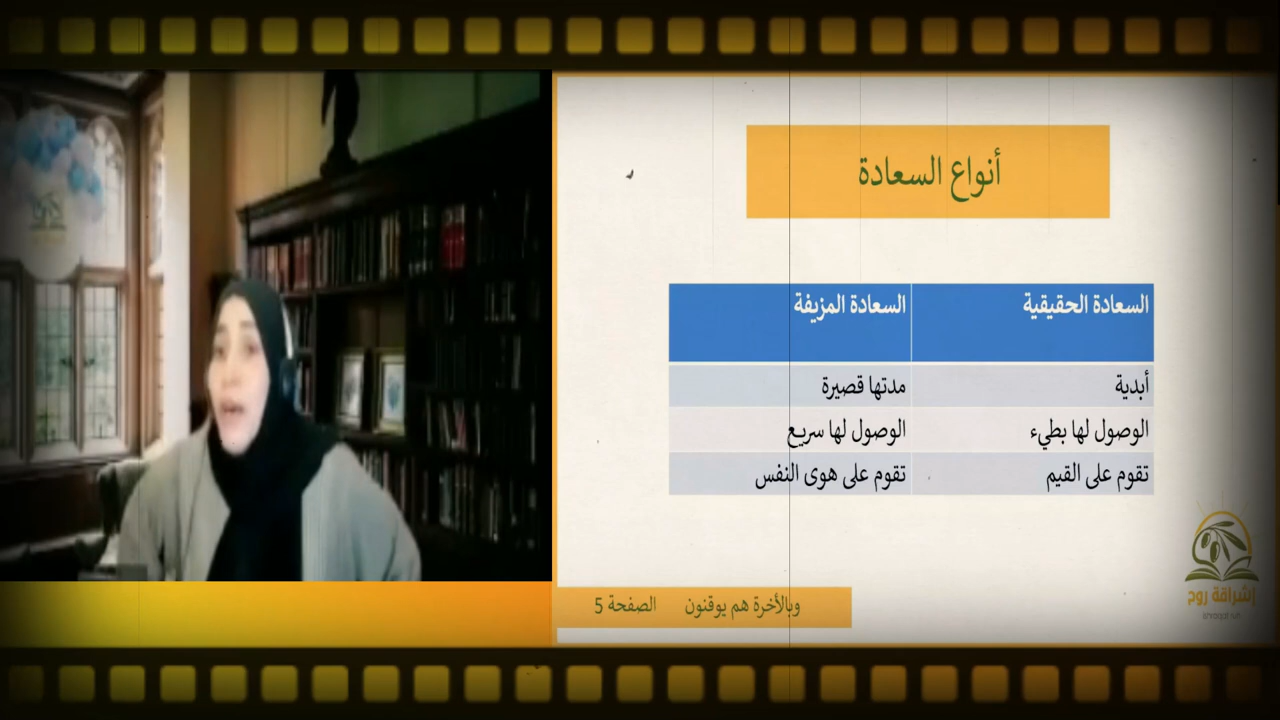 أنواع السعادة
السعادة الحقيقية السعادة المزيفة
أبدية مدتها قصيرة
الوصول لها بطيء الوصول لها سريع
تقوم على القيم تقوم على هوى النفس
وبالأخرة هم يوقنون الصفحة 5
إشراقة روح